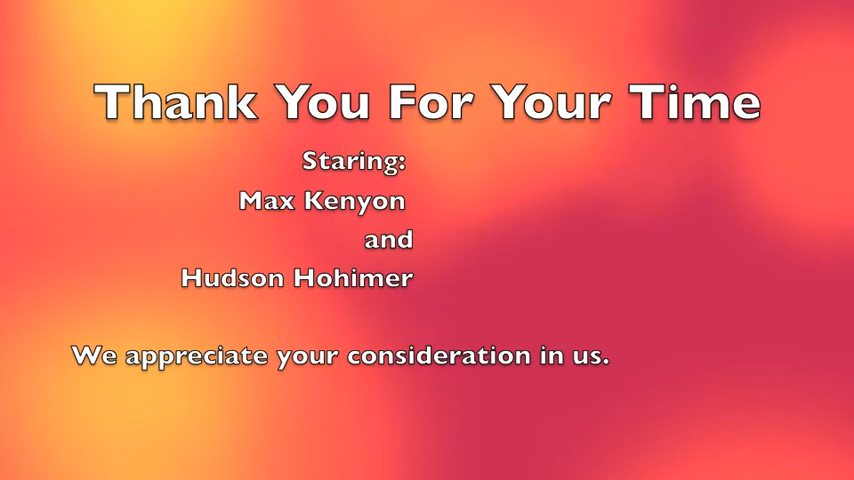 Thank You For Your Time
Staring:
Max Kenyon
and
Hudson Hohimer
We appreciate your consideration in us.